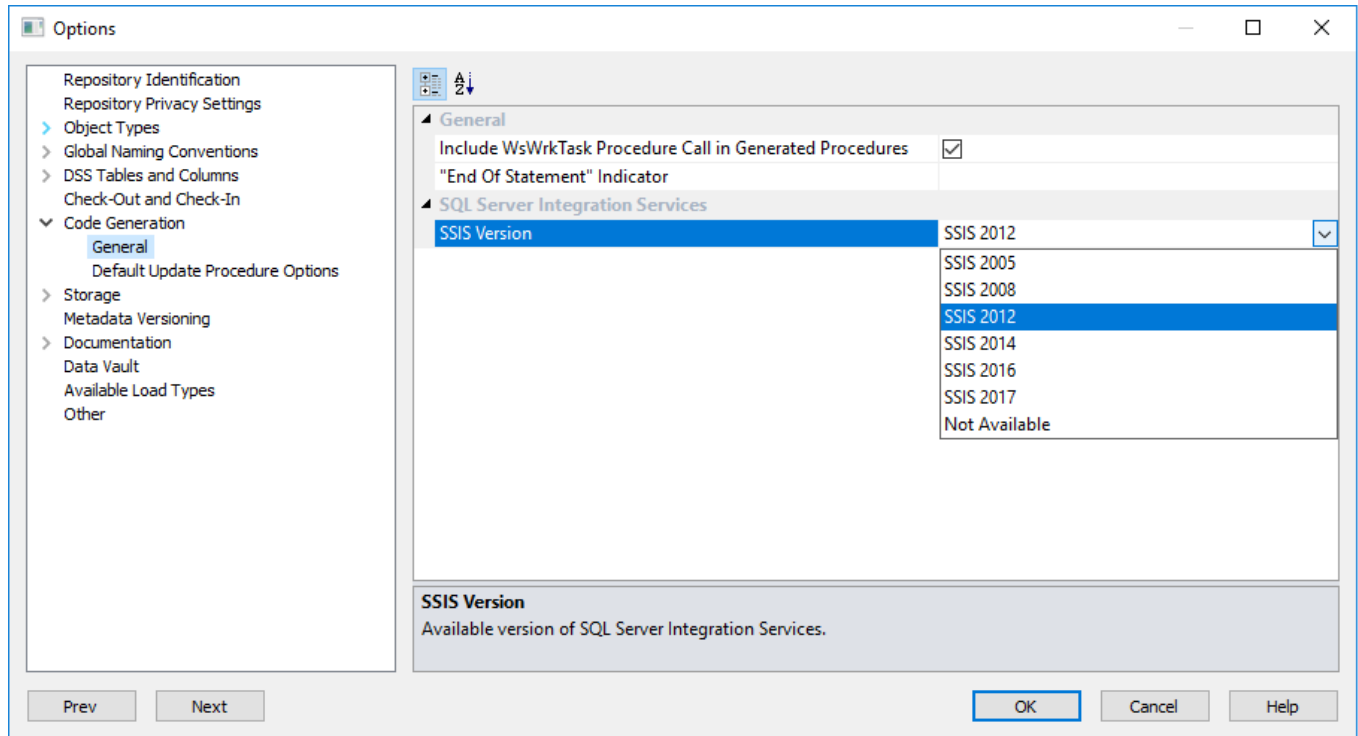 Options
Repository Identification
Repository Privacy Settings
Object Types
Global Naming Conventions
DSS Tables and Columns
Check-Out and Check-In
Code Generation
General
Default Update Procedure Options
Storage
Metadata Versioning
Documentation
Data Vault
Available Load Types
Other
General
Include WsWrkTask Procedure Call in Generated Procedures
"End Of Statement" Indicator
SQL Server Integration Services
SSIS Version SSIS 2012
SSIS 2005
SSIS 2008
SSIS 2012
SSIS 2014
SSIS 2016
SSIS 2017
Not Available
SSIS Version
Available version of SQL Server Integration Services.
Prev Next OK Cancel Help